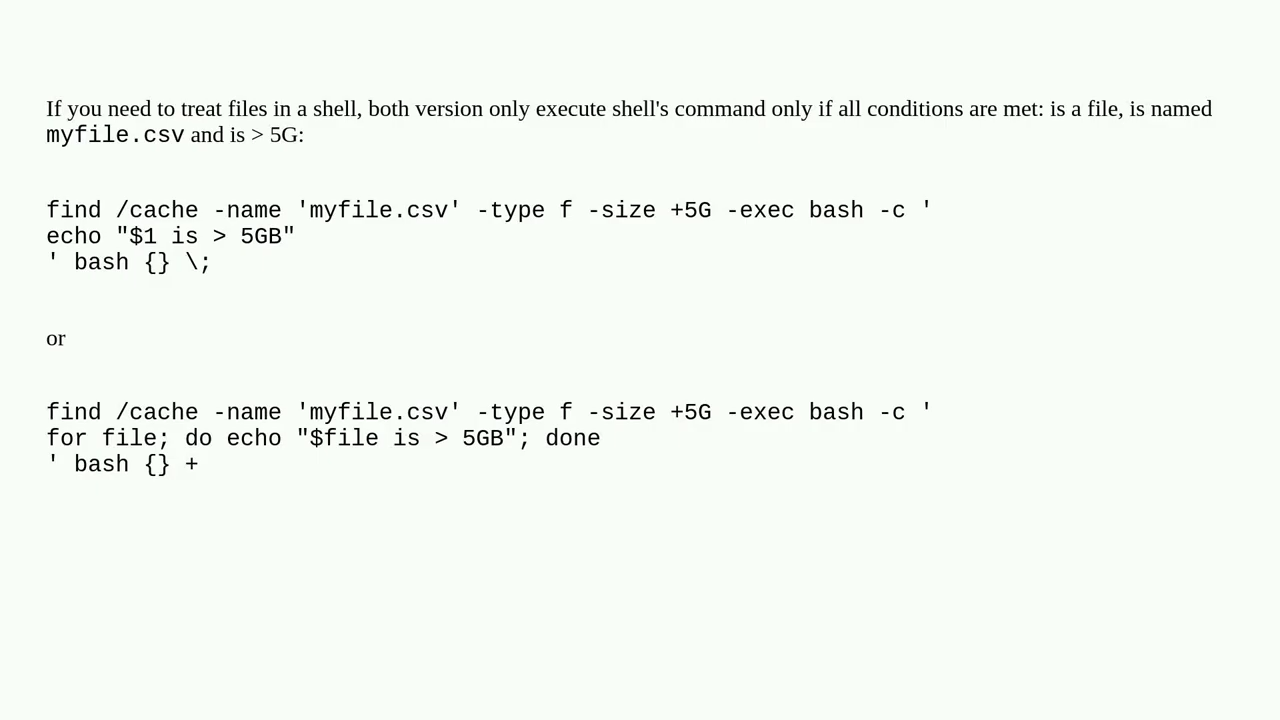 If you need to treat files in a shell, both version only execute shell's command only if all conditions are met: is a file, is named
myfile.csv and is > 5G:
find /cache -name 'myfile.csv' -type f -size +5G -exec bash -c '
echo "$1 is > 5GB"
' bash {} \;
or
find /cache -name 'myfile.csv' -type f -size +5G -exec bash -c '
for file; do echo "$file is > 5GB"; done
' bash {} +